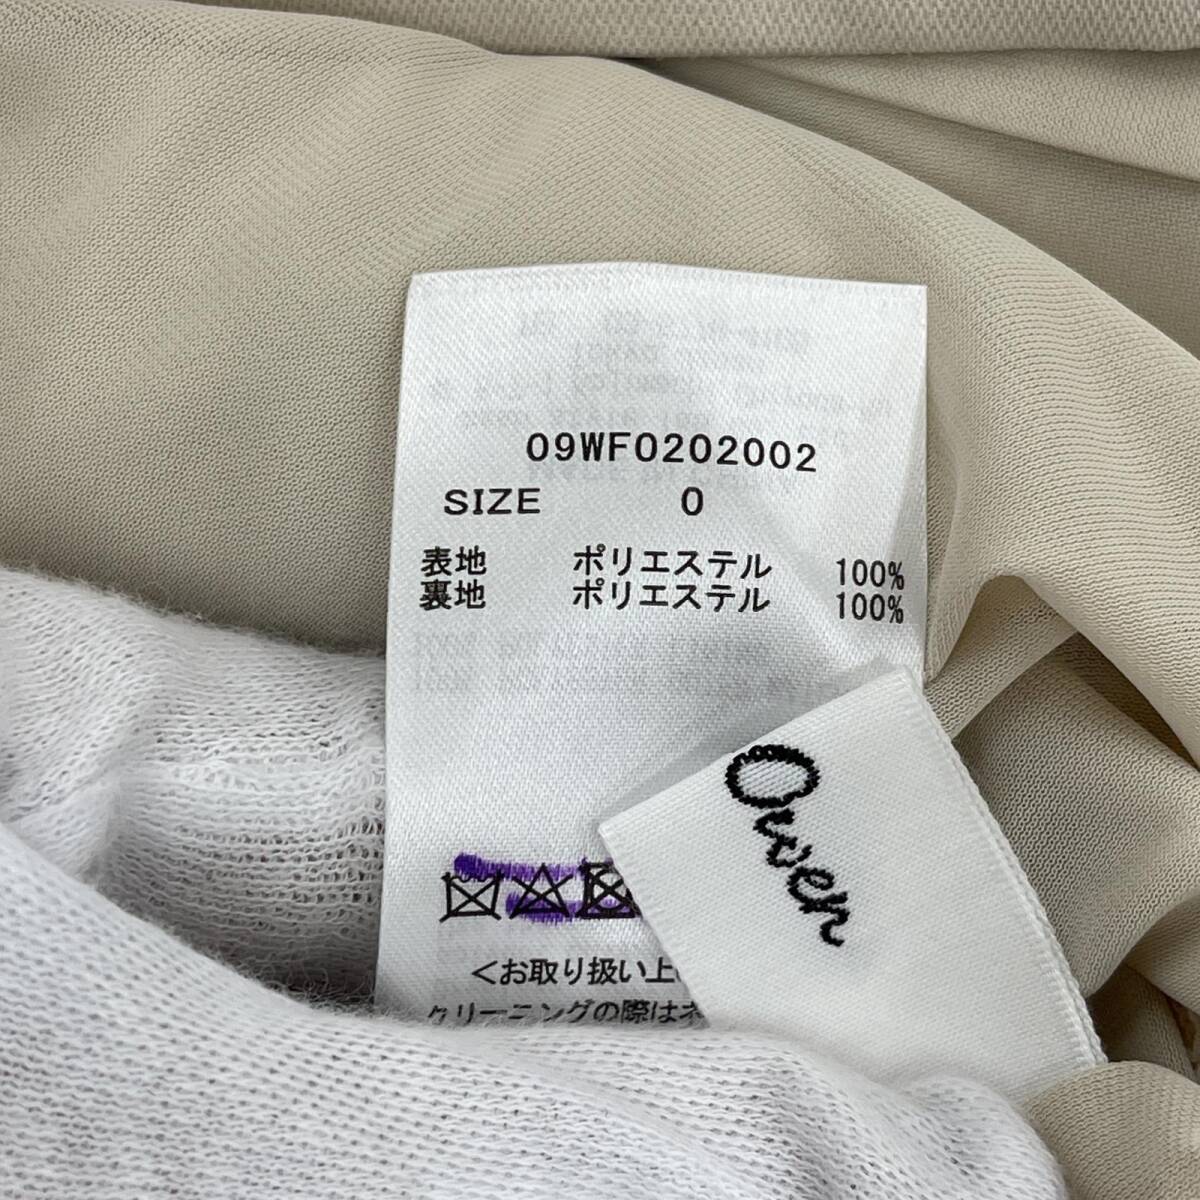 09WF0202002
SIZE 0
表地 ポリエステル 100%
裏地 ポリエステル 100%
Owen
<お取り扱い上
クリーニングの際はネ